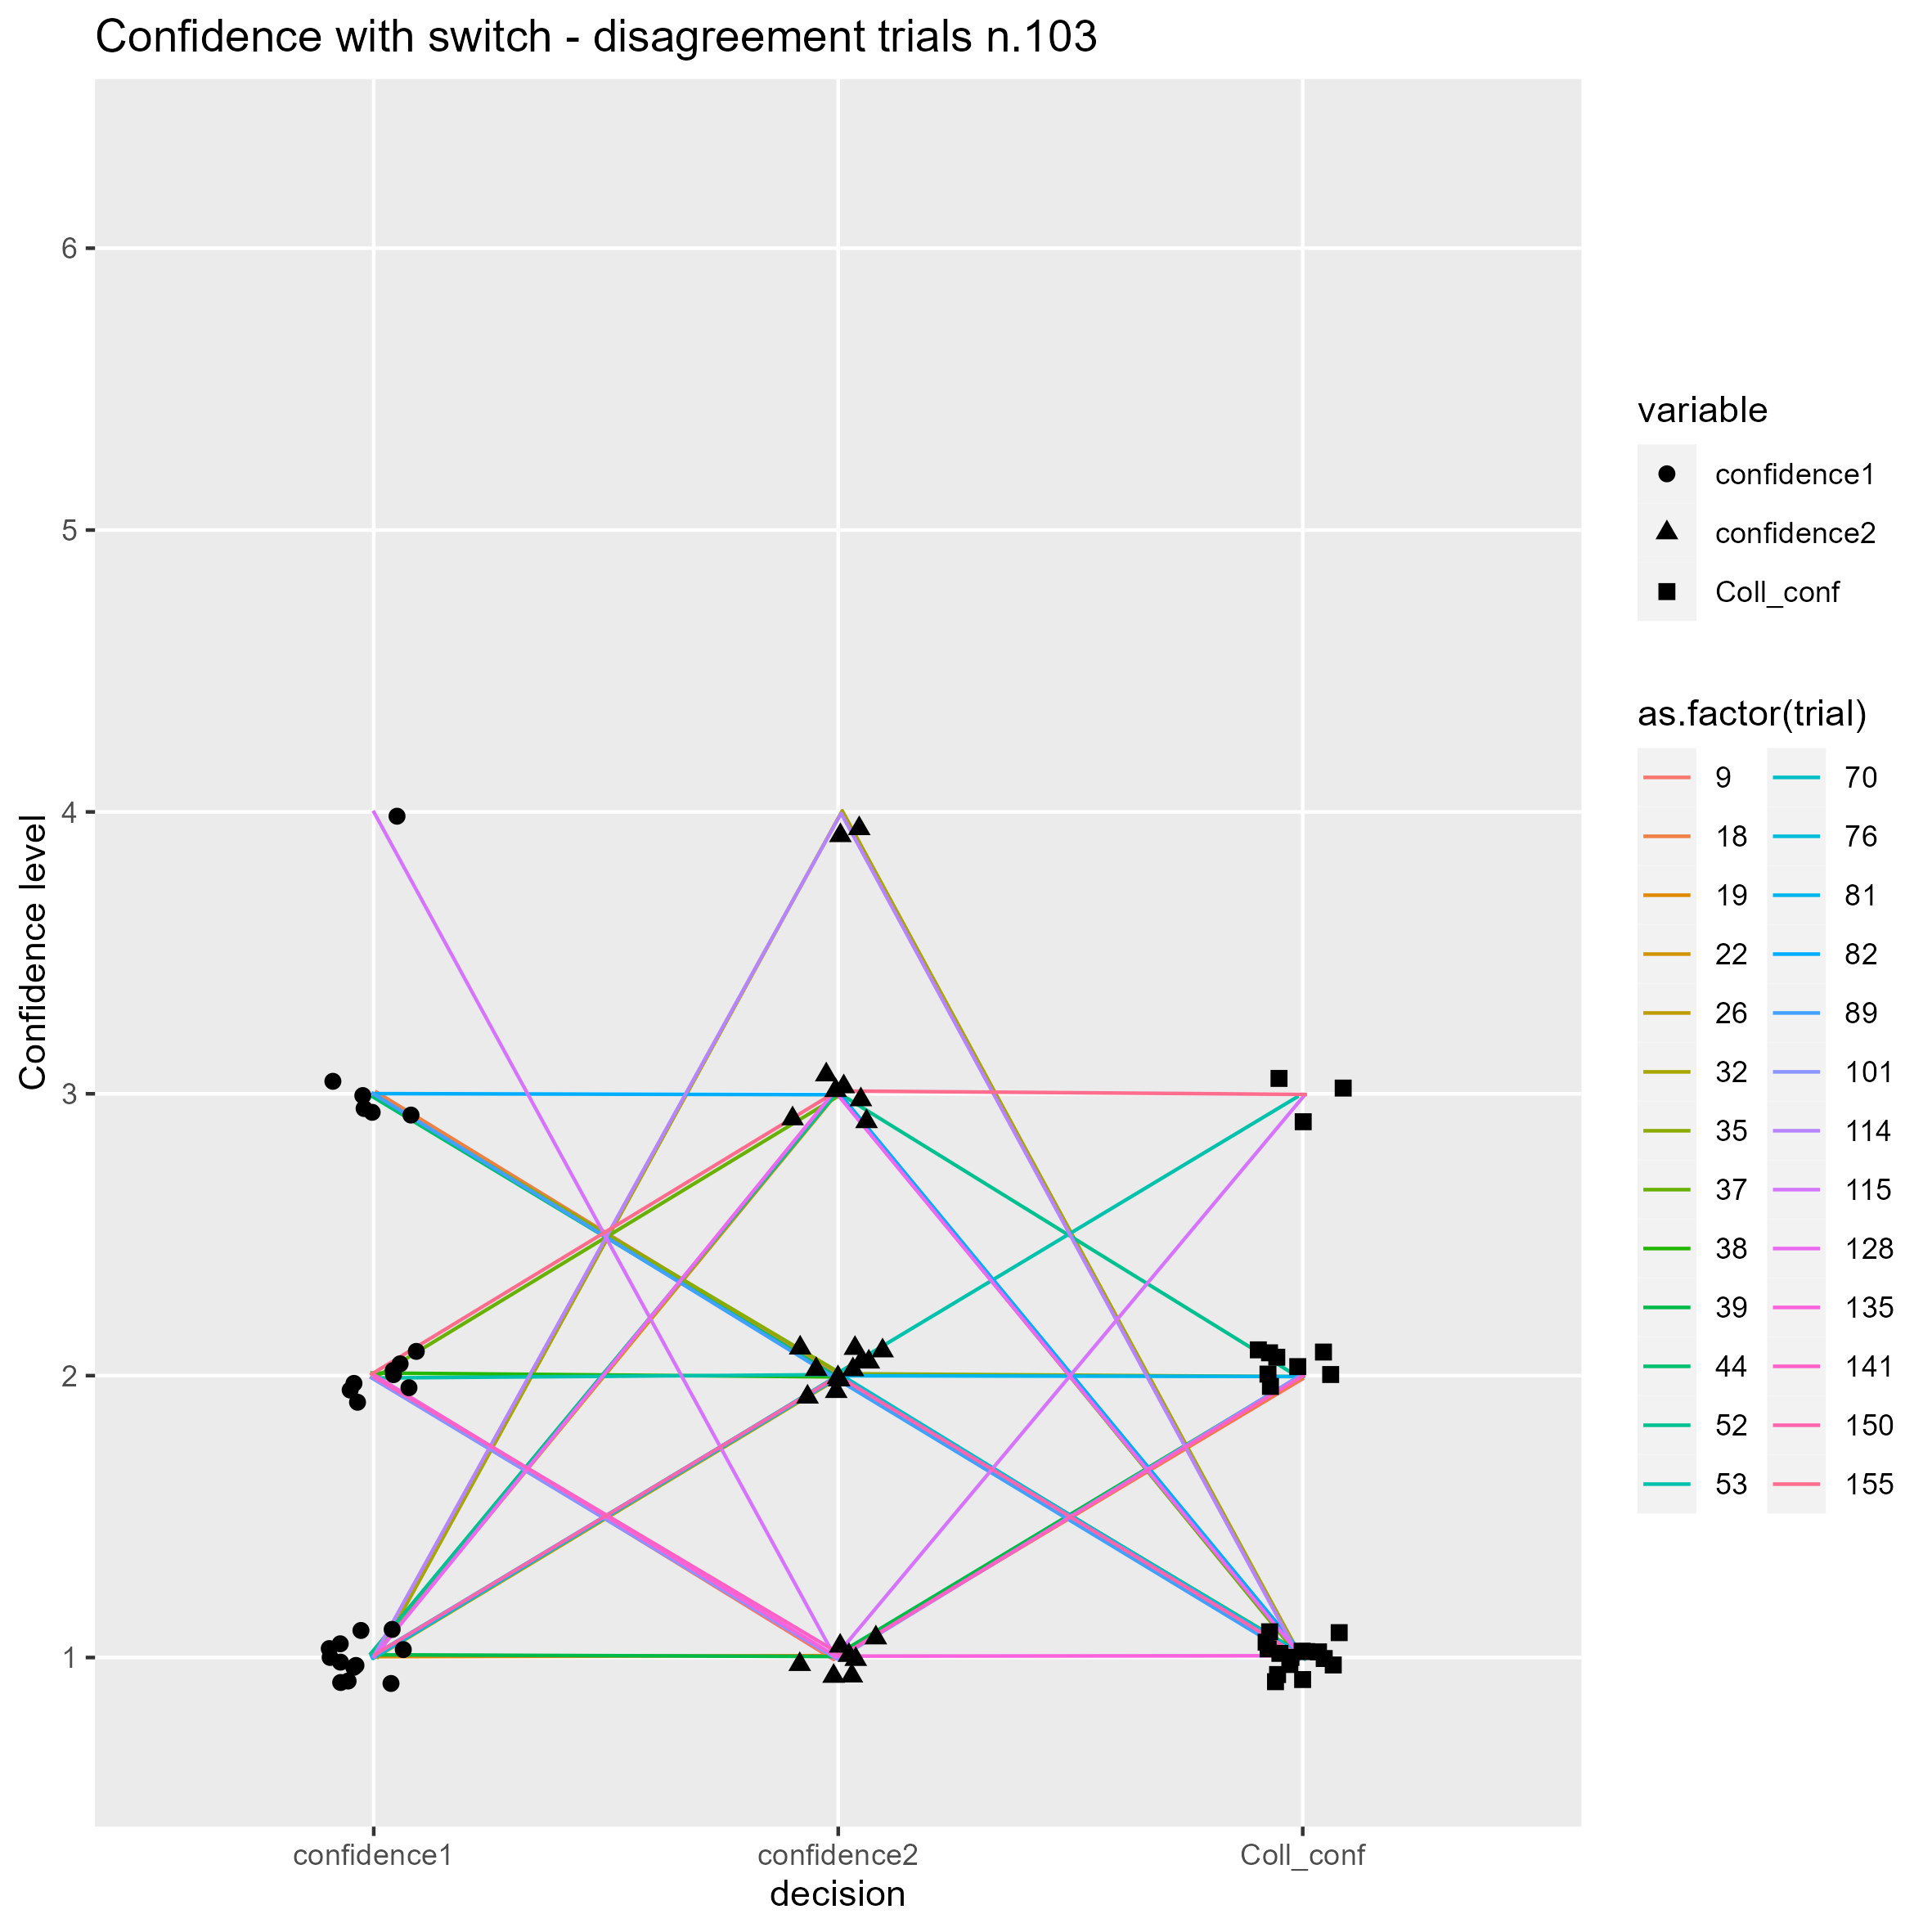 Confidence with switch - disagreement trials n.103
Confidence level
6
5
4
3
2
1
confidence1
confidence2
Coll_conf
decision
variable
confidence1
confidence2
Coll_conf
as.factor(trial)
9
18
19
22
26
32
35
37
38
39
44
52
53
70
76
81
82
89
101
114
115
128
135
141
150
155